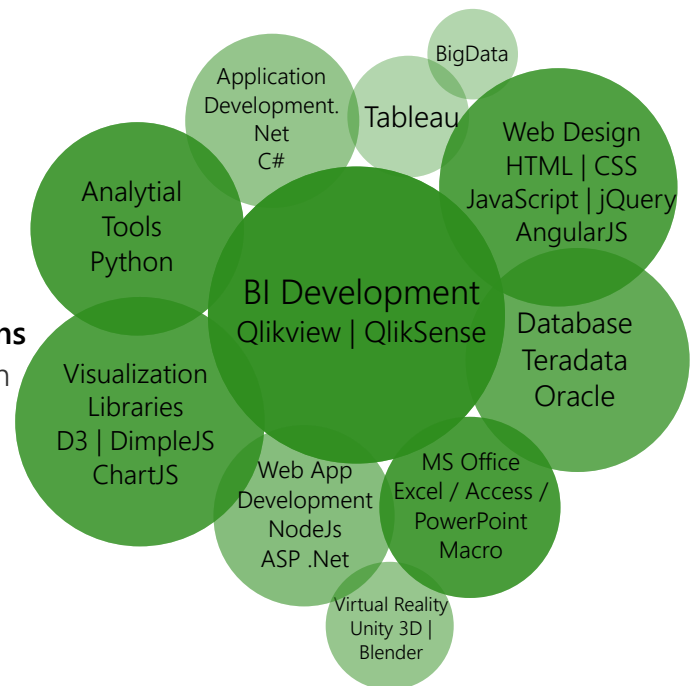 BigData
Application
Development.
Net
C#
Tableau
Web Design
HTML | CSS
JavaScript | jQuery
AngularJS
Analytial
Tools
Python
BI Development
Qlikview | QlikSense
Database
Teradata
Oracle
ns
n
Visualization
Libraries
D3 | DimpleJS
ChartJS
Web App
Development
NodeJs
ASP .Net
MS Office
Excel / Access /
PowerPoint
Macro
Virtual Reality
Unity 3D |
Blender